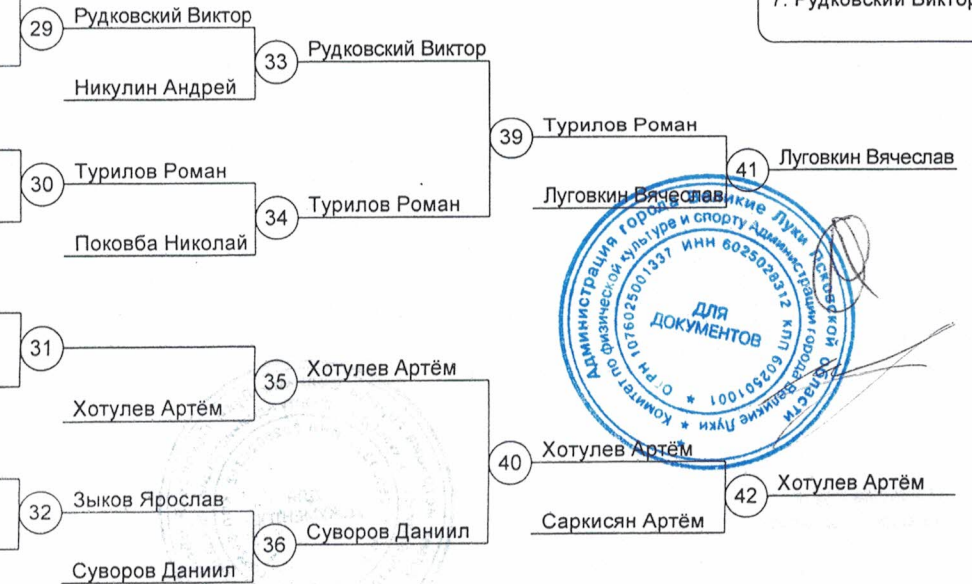 7. Рудковский Виктор
29
Рудковский Виктор
Никулин Андрей
33
Рудковский Виктор
30
Турилов Роман
Поковба Николай
34
Турилов Роман
39
Турилов Роман
Луговкин Вячеслав
41
Луговкин Вячеслав
31
Хотулев Артём
35
Хотулев Артём
32
Зыков Ярослав
Суворов Даниил
36
Суворов Даниил
40
Хотулев Артём
Саркисян Артём
42
Хотулев Артём
Администрация города Великие Луки Псковской области
Комитет по физической культуре и спорту Администрации города Великие Луки
ОГРН 1076025001337 ИНН 6025028312 КПП 602501001
ДЛЯ
ДОКУМЕНТОВ